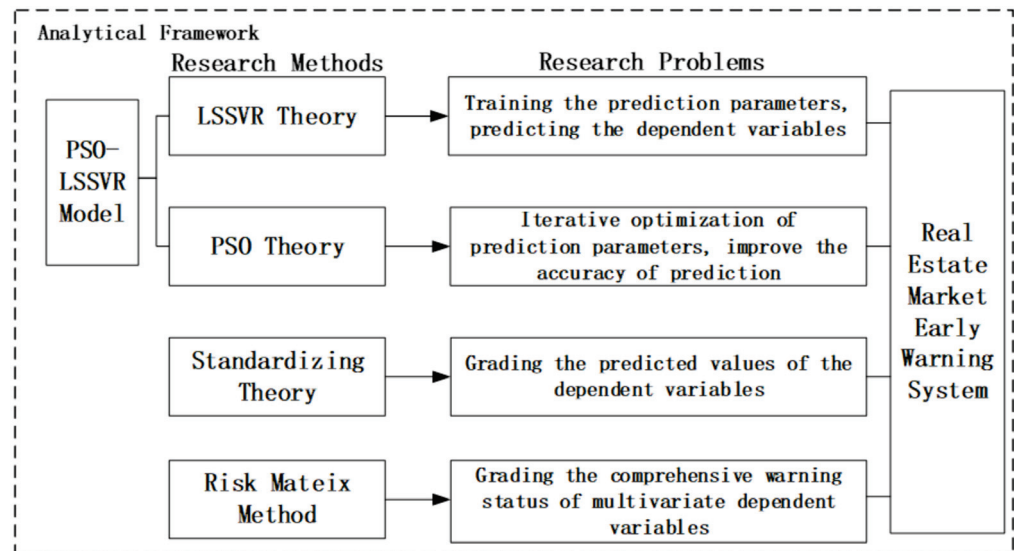 Analytical Framework
Research Methods
Research Problems
PSO-
LSSVR
Model
LSSVR Theory
Training the prediction parameters,
predicting the dependent variables
PSO Theory
Iterative optimization of
prediction parameters, improve the
accuracy of prediction
Standardizing
Theory
Grading the predicted values of the
dependent variables
Risk Mateix
Method
Grading the comprehensive warning
status of multivariate dependent
variables
Real
Estate
Market
Early
Warning
System